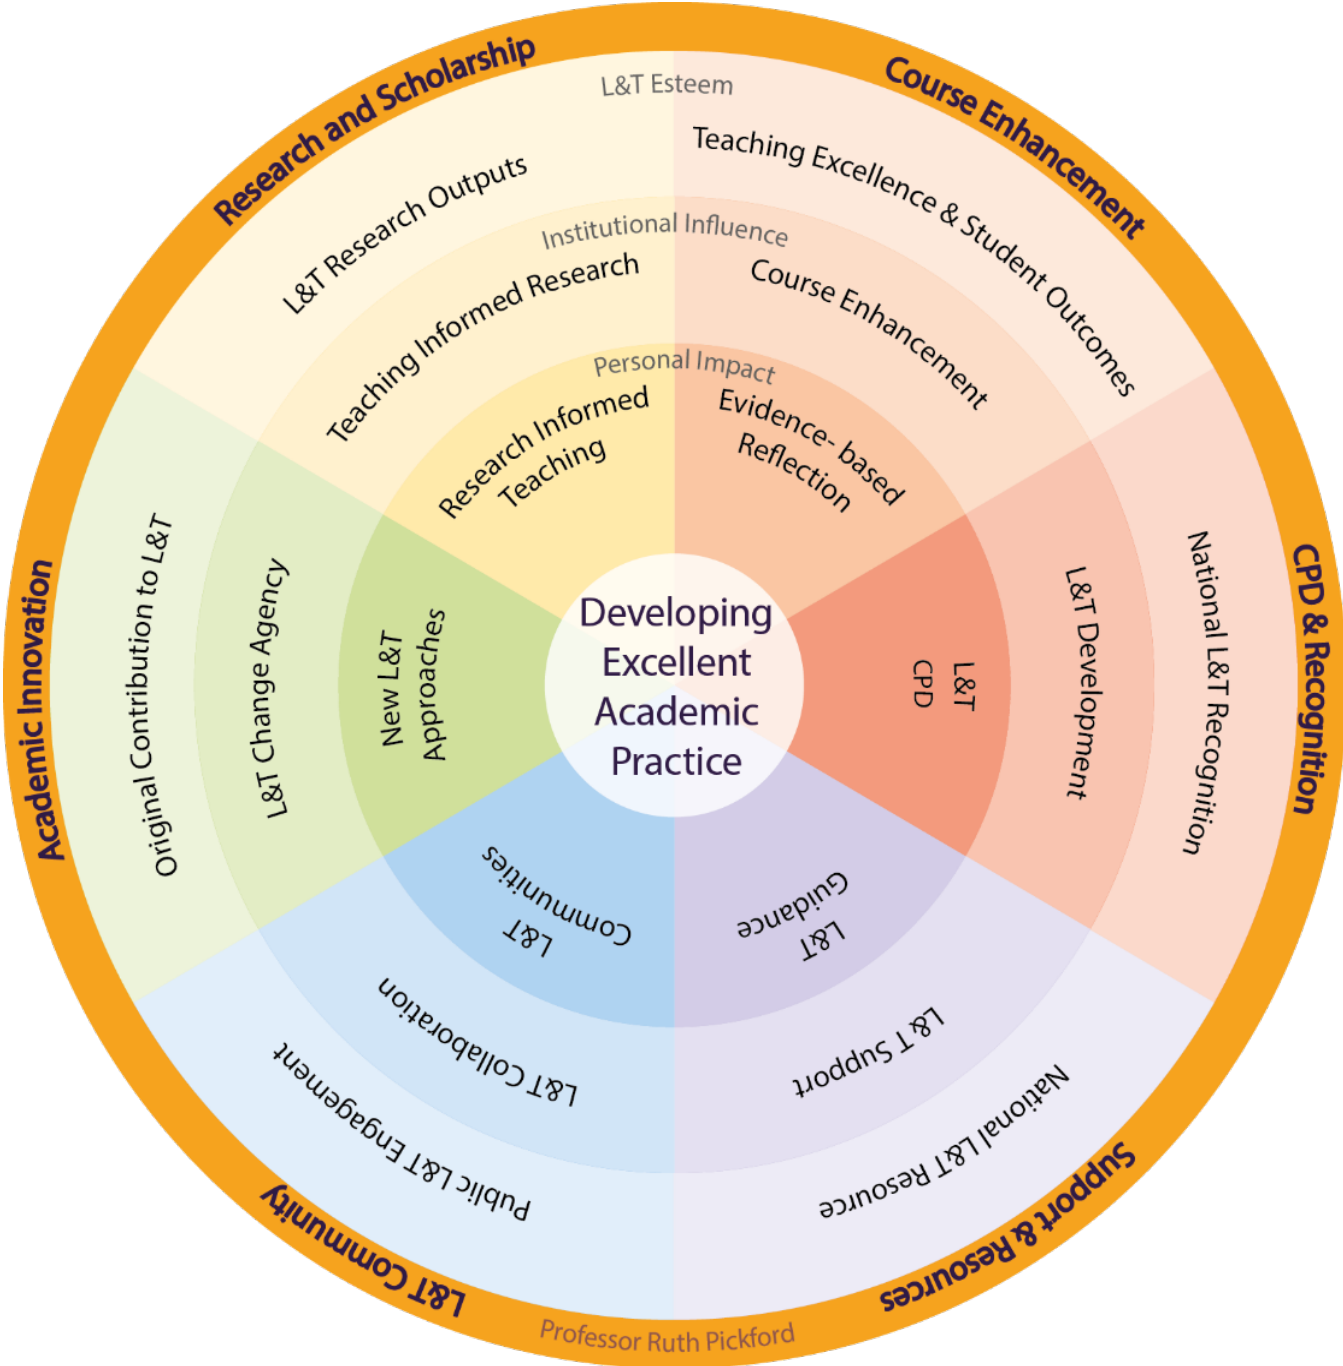 Research and Scholarship
Course Enhancement
L&T Esteem
L&T Research Outputs
Teaching Excellence & Student Outcomes
Institutional Influence
Teaching Informed Research
Course Enhancement
Personal Impact
Research Informed
Teaching
Evidence- based
Reflection
Academic Innovation
Original Contribution to L&T
L&T Change Agency
New L&T
Approaches
Developing
Excellent
Academic
Practice
L&T
CPD
L&T Development
National L&T Recognition
CPD & Recognition
L&T
Communities
L&T
Guidance
L&T Collaboration
L&T Support
Public L&T Engagement
National L&T Resource
L&T Community
Support & Resources
Professor Ruth Pickford